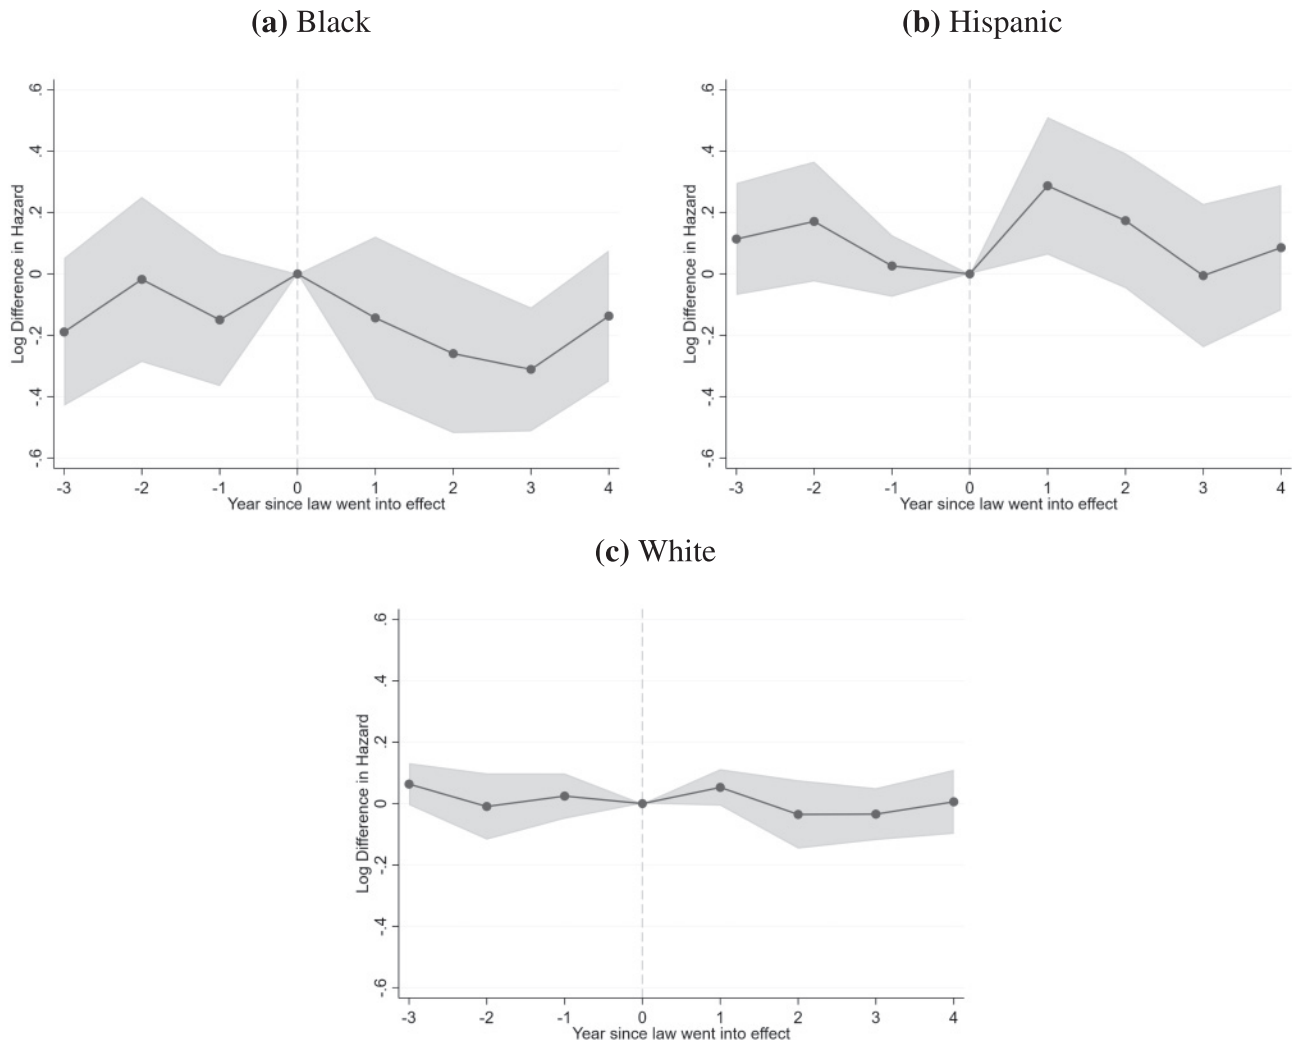 (a) Black
(b) Hispanic
.6
.4
.2
0
-.2
-.4
-.6
Log Difference in Hazard
-3 -2 -1 0 1 2 3 4
Year since law went into effect
.6
.4
.2
0
-.2
-.4
-.6
Log Difference in Hazard
-3 -2 -1 0 1 2 3 4
Year since law went into effect
(c) White
.6
.4
.2
0
-.2
-.4
-.6
Log Difference in Hazard
-3 -2 -1 0 1 2 3 4
Year since law went into effect